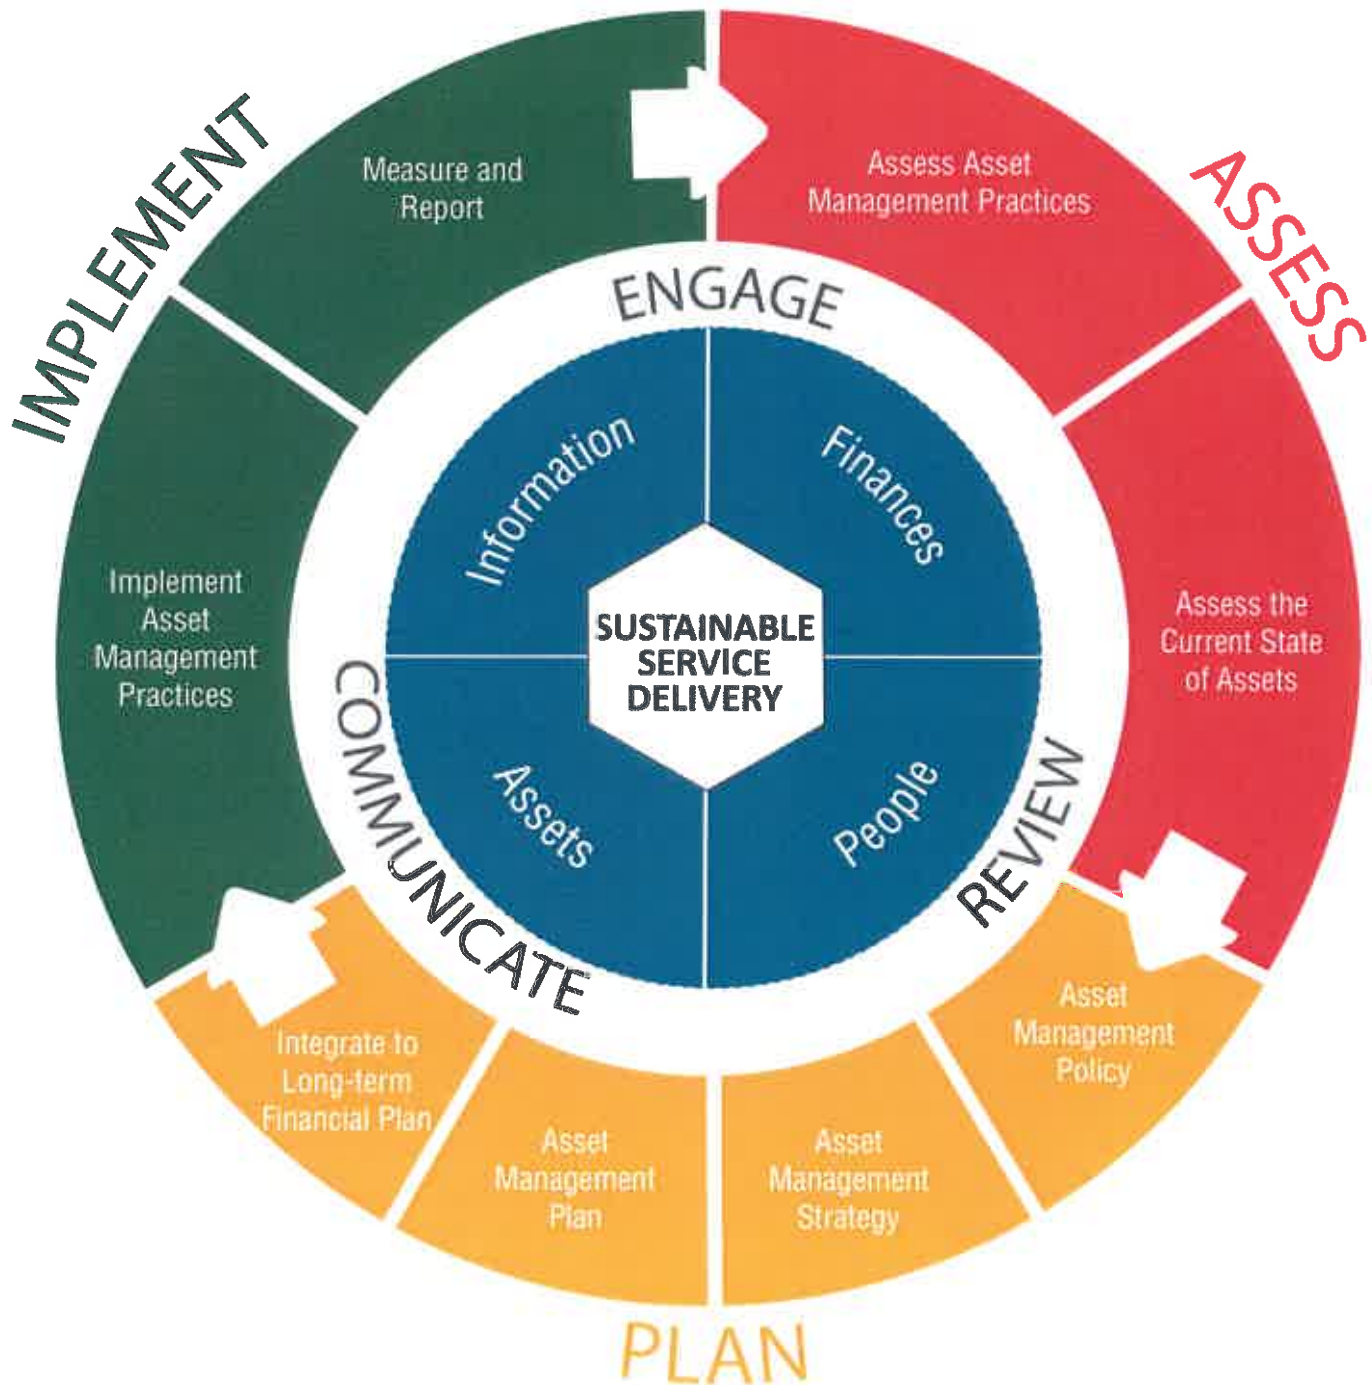 IMPLEMENT
Measure and
Report
Assess Asset
Management Practices
ASSESS
ENGAGE
Information
Finances
Implement
Asset
Management
Practices
SUSTAINABLE
SERVICE
DELIVERY
Assess the
Current State
of Assets
COMMUNICATE
Assets
People
REVIEW
Integrate to
Long-term
Financial Plan
Asset
Management
Plan
Asset
Management
Strategy
Asset
Management
Policy
PLAN